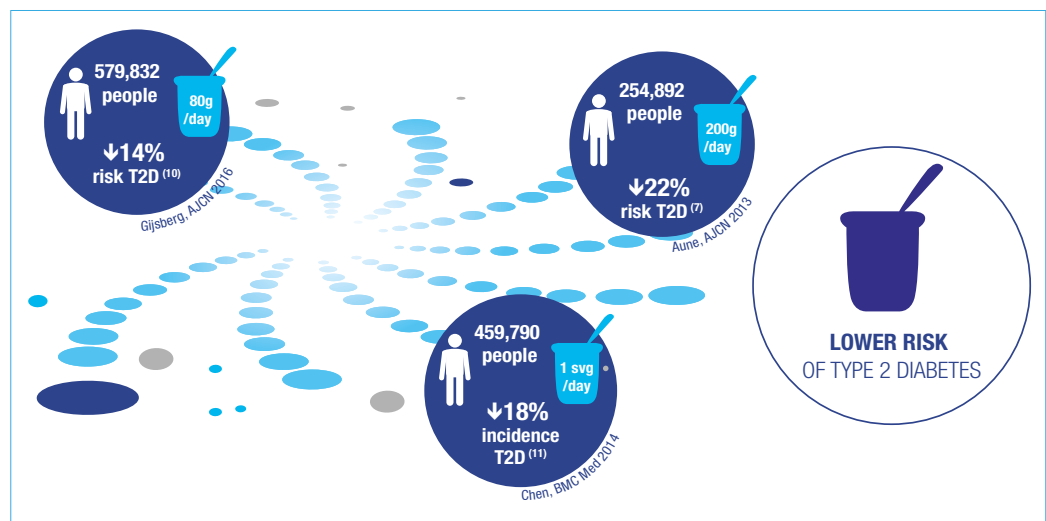 579,832
people
80g
/day
↓14%
risk T2D (10)
Gijsberg, AJCN 2016
254,892
people
200g
/day
↓22%
risk T2D (7)
Aune, AJCN 2013
459,790
people
1 svg
/day
↓18%
incidence
T2D (11)
Chen, BMC Med 2014
LOWER RISK
OF TYPE 2 DIABETES